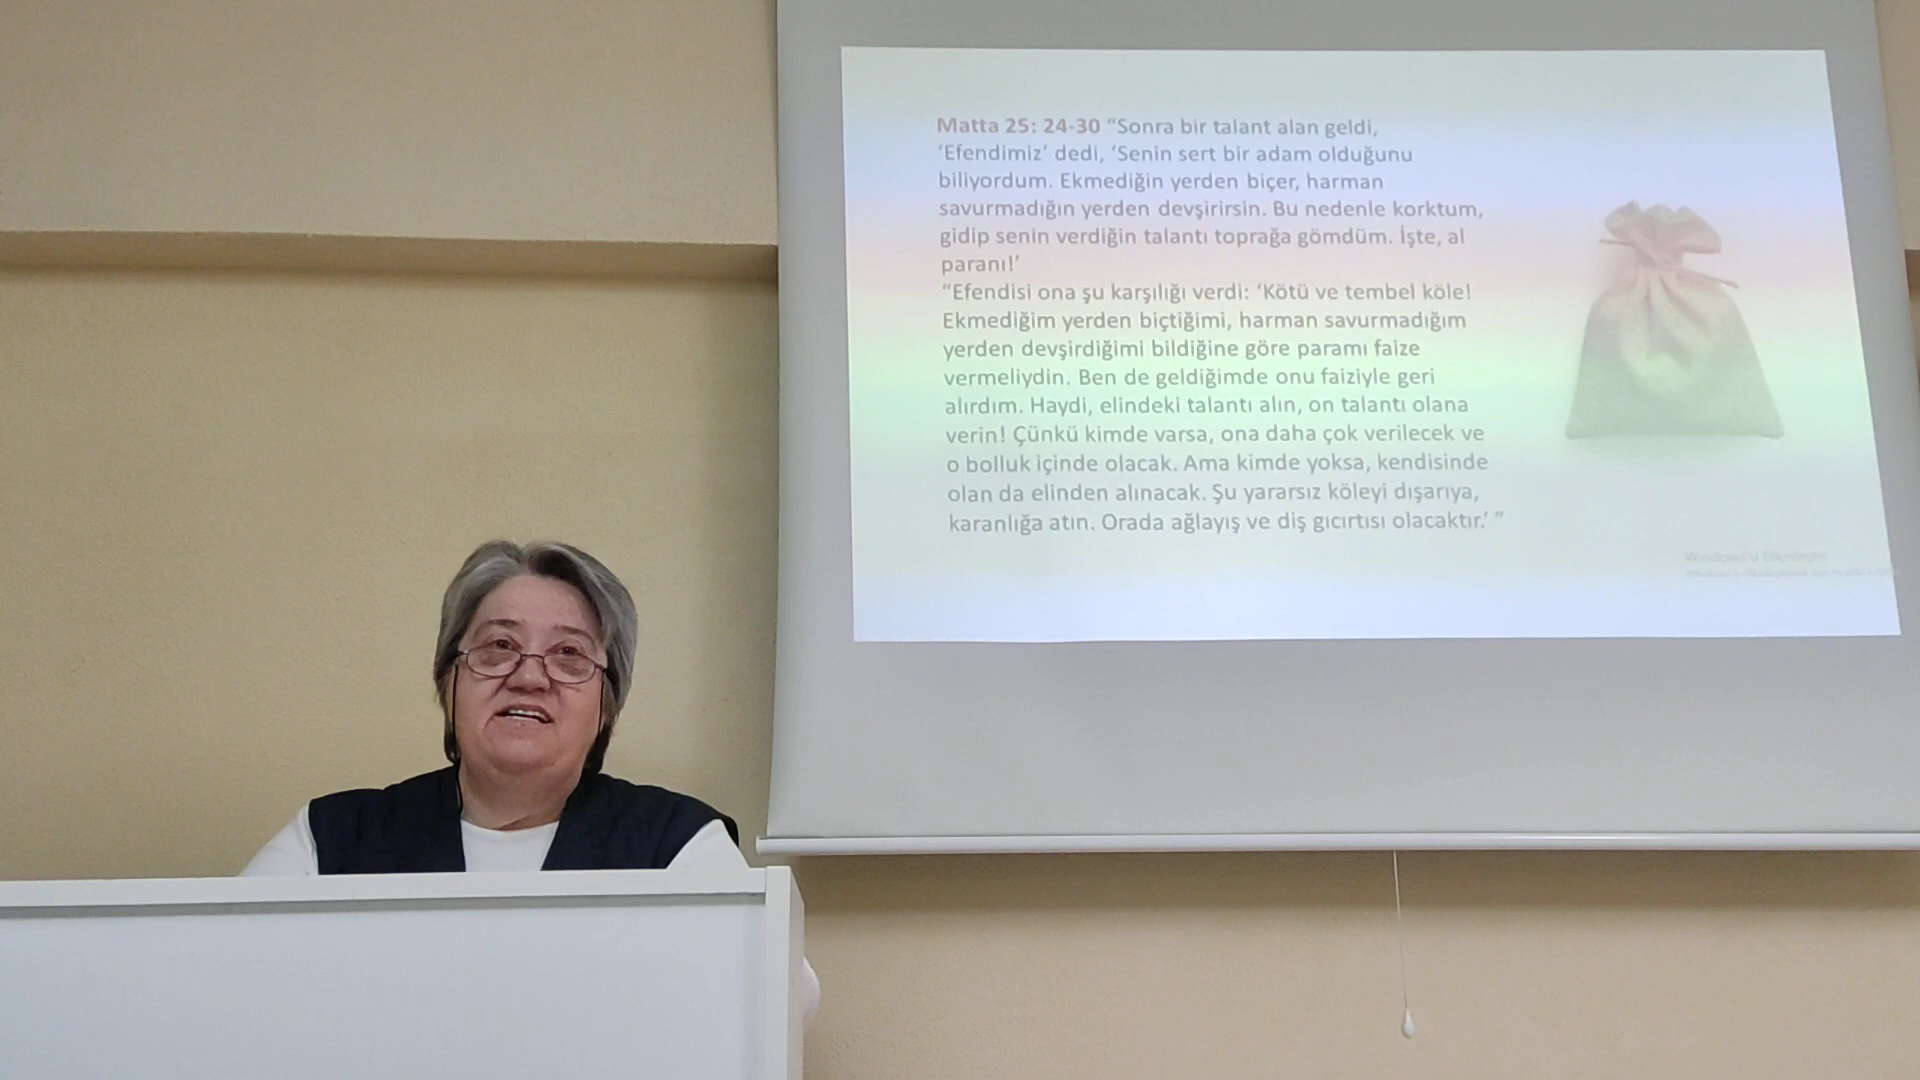 Matta 25: 24-30 “Sonra bir talant alan geldi,
‘Efendimiz’ dedi, ‘Senin sert bir adam olduğunu
biliyordum. Ekmediğin yerden biçer, harman
savurmadığın yerden devşirirsin. Bu nedenle korktum,
gidip senin verdiğin talantı toprağa gömdüm. İşte, al
paranı!’
“Efendisi ona şu karşılığı verdi: ‘Kötü ve tembel köle!
Ekmediğim yerden biçtiğimi, harman savurmadığım
yerden devşirdiğimi bildiğine göre paramı faize
vermeliydin. Ben de geldiğimde onu faiziyle geri
alırdım. Haydi, elindeki talantı alın, on talantı olana
verin! Çünkü kimde varsa, ona daha çok verilecek ve
o bolluk içinde olacak. Ama kimde yoksa, kendisinde
olan da elinden alınacak. Şu yararsız köleyi dışarıya,
karanlığa atın. Orada ağlayış ve diş gıcırtısı olacaktır.’ ”
Windows'u Etkinleştir